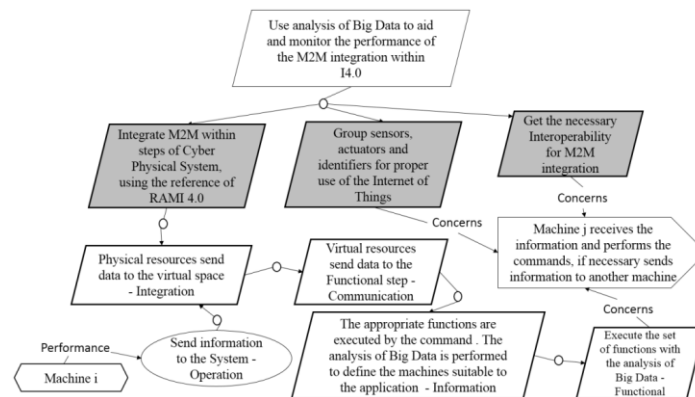 Use analysis of Big Data to aid
and monitor the performance of
the M2M integration within
I4.0
Integrate M2M within
steps of Cyber
Physical System,
using the reference of
RAMI 4.0
Group sensors,
actuators and
identifiers for proper
use of the Internet of
Things
Get the necessary
Interoperability
for M2M
integration
Concerns
Concerns
Machine j receives the
information and performs the
commands, if necessary sends
information to another machine
Physical resources send
data to the virtual space
- Integration
Virtual resources
send data to the
Functional step -
Communication
Concerns
The appropriate functions are
executed by the command . The
analysis of Big Data is performed
to define the machines suitable to
the application - Information
Execute the set
of functions with
the analysis of
Big Data -
Functional
Send information
to the System -
Operation
Performance
Machine i